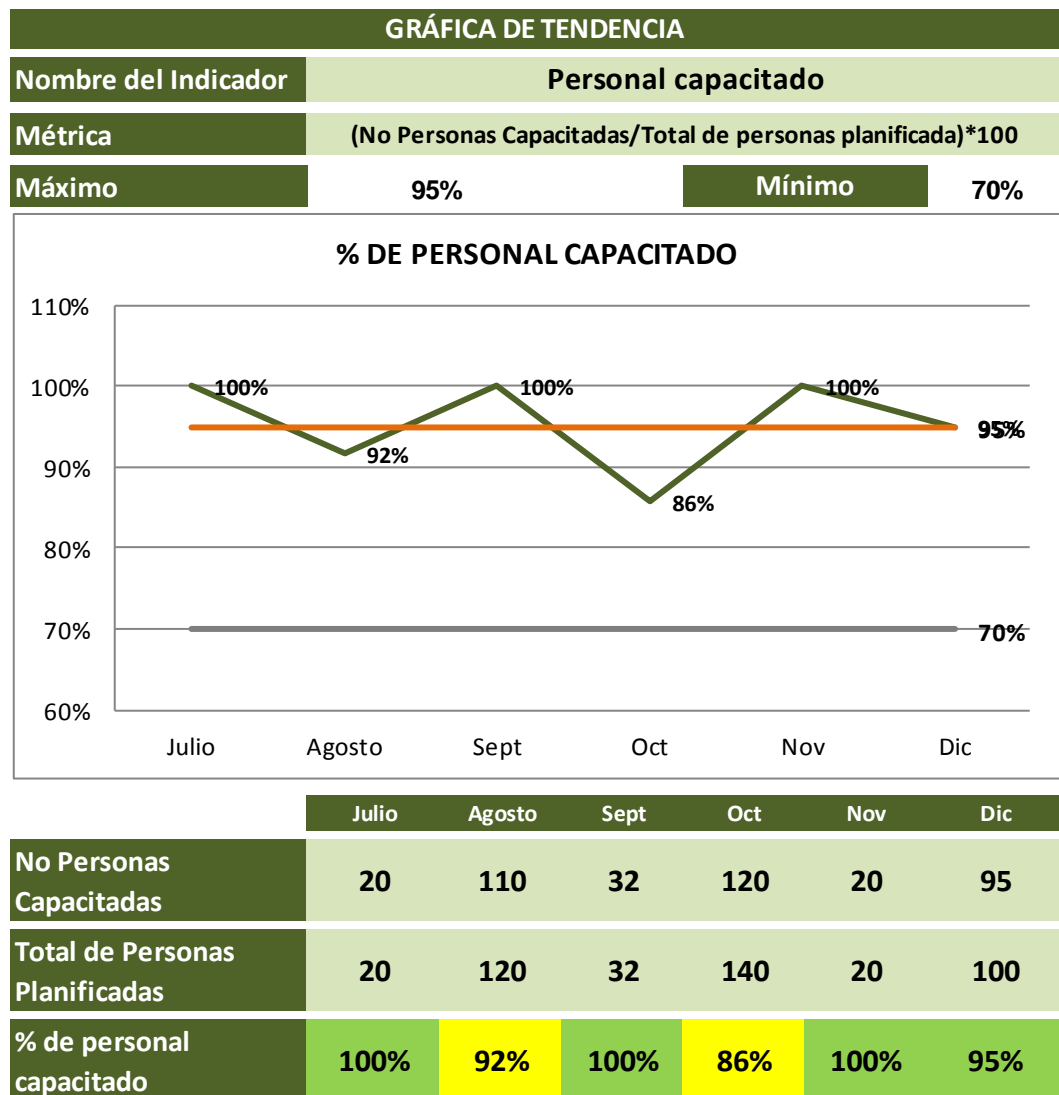 GRÁFICA DE TENDENCIA
Nombre del Indicador Personal capacitado
Métrica (No Personas Capacitadas/Total de personas planificada)*100
Máximo 95% Mínimo 70%
% DE PERSONAL CAPACITADO
110%
100% 100% 100% 100%
95% 95%
90% 92%
86%
80%
70% 70%
60%
Julio Agosto Sept Oct Nov Dic
Julio Agosto Sept Oct Nov Dic
No Personas
Capacitadas 20 110 32 120 20 95
Total de Personas
Planificadas 20 120 32 140 20 100
% de personal
capacitado 100% 92% 100% 86% 100% 95%